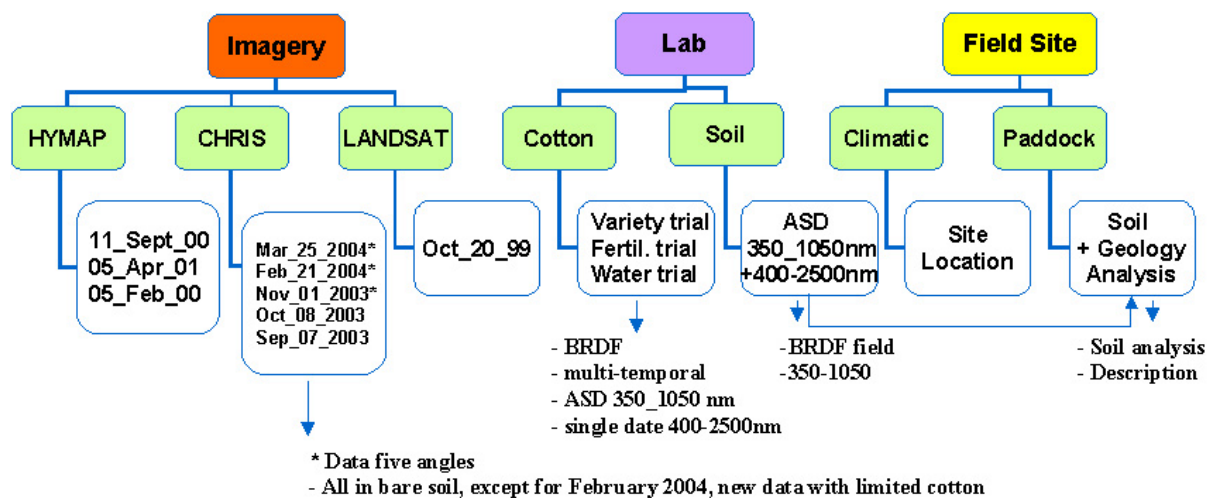 Imagery
Lab
Field Site
HYMAP
CHRIS
LANDSAT
Cotton
Soil
Climatic
Paddock
11_Sept_00
05_Apr_01
05_Feb_00
Mar_25_2004*
Feb_21_2004*
Nov_01_2003*
Oct_08_2003
Sep_07_2003
Oct_20_99
Variety trial
Fertil. trial
Water trial
ASD
350_1050nm
+400-2500nm
Site
Location
Soil
+ Geology
Analysis
- BRDF
- multi-temporal
- ASD 350_1050 nm
- single date 400-2500nm
-BRDF field
-350-1050
- Soil analysis
- Description
* Data five angles
- All in bare soil, except for February 2004, new data with limited cotton